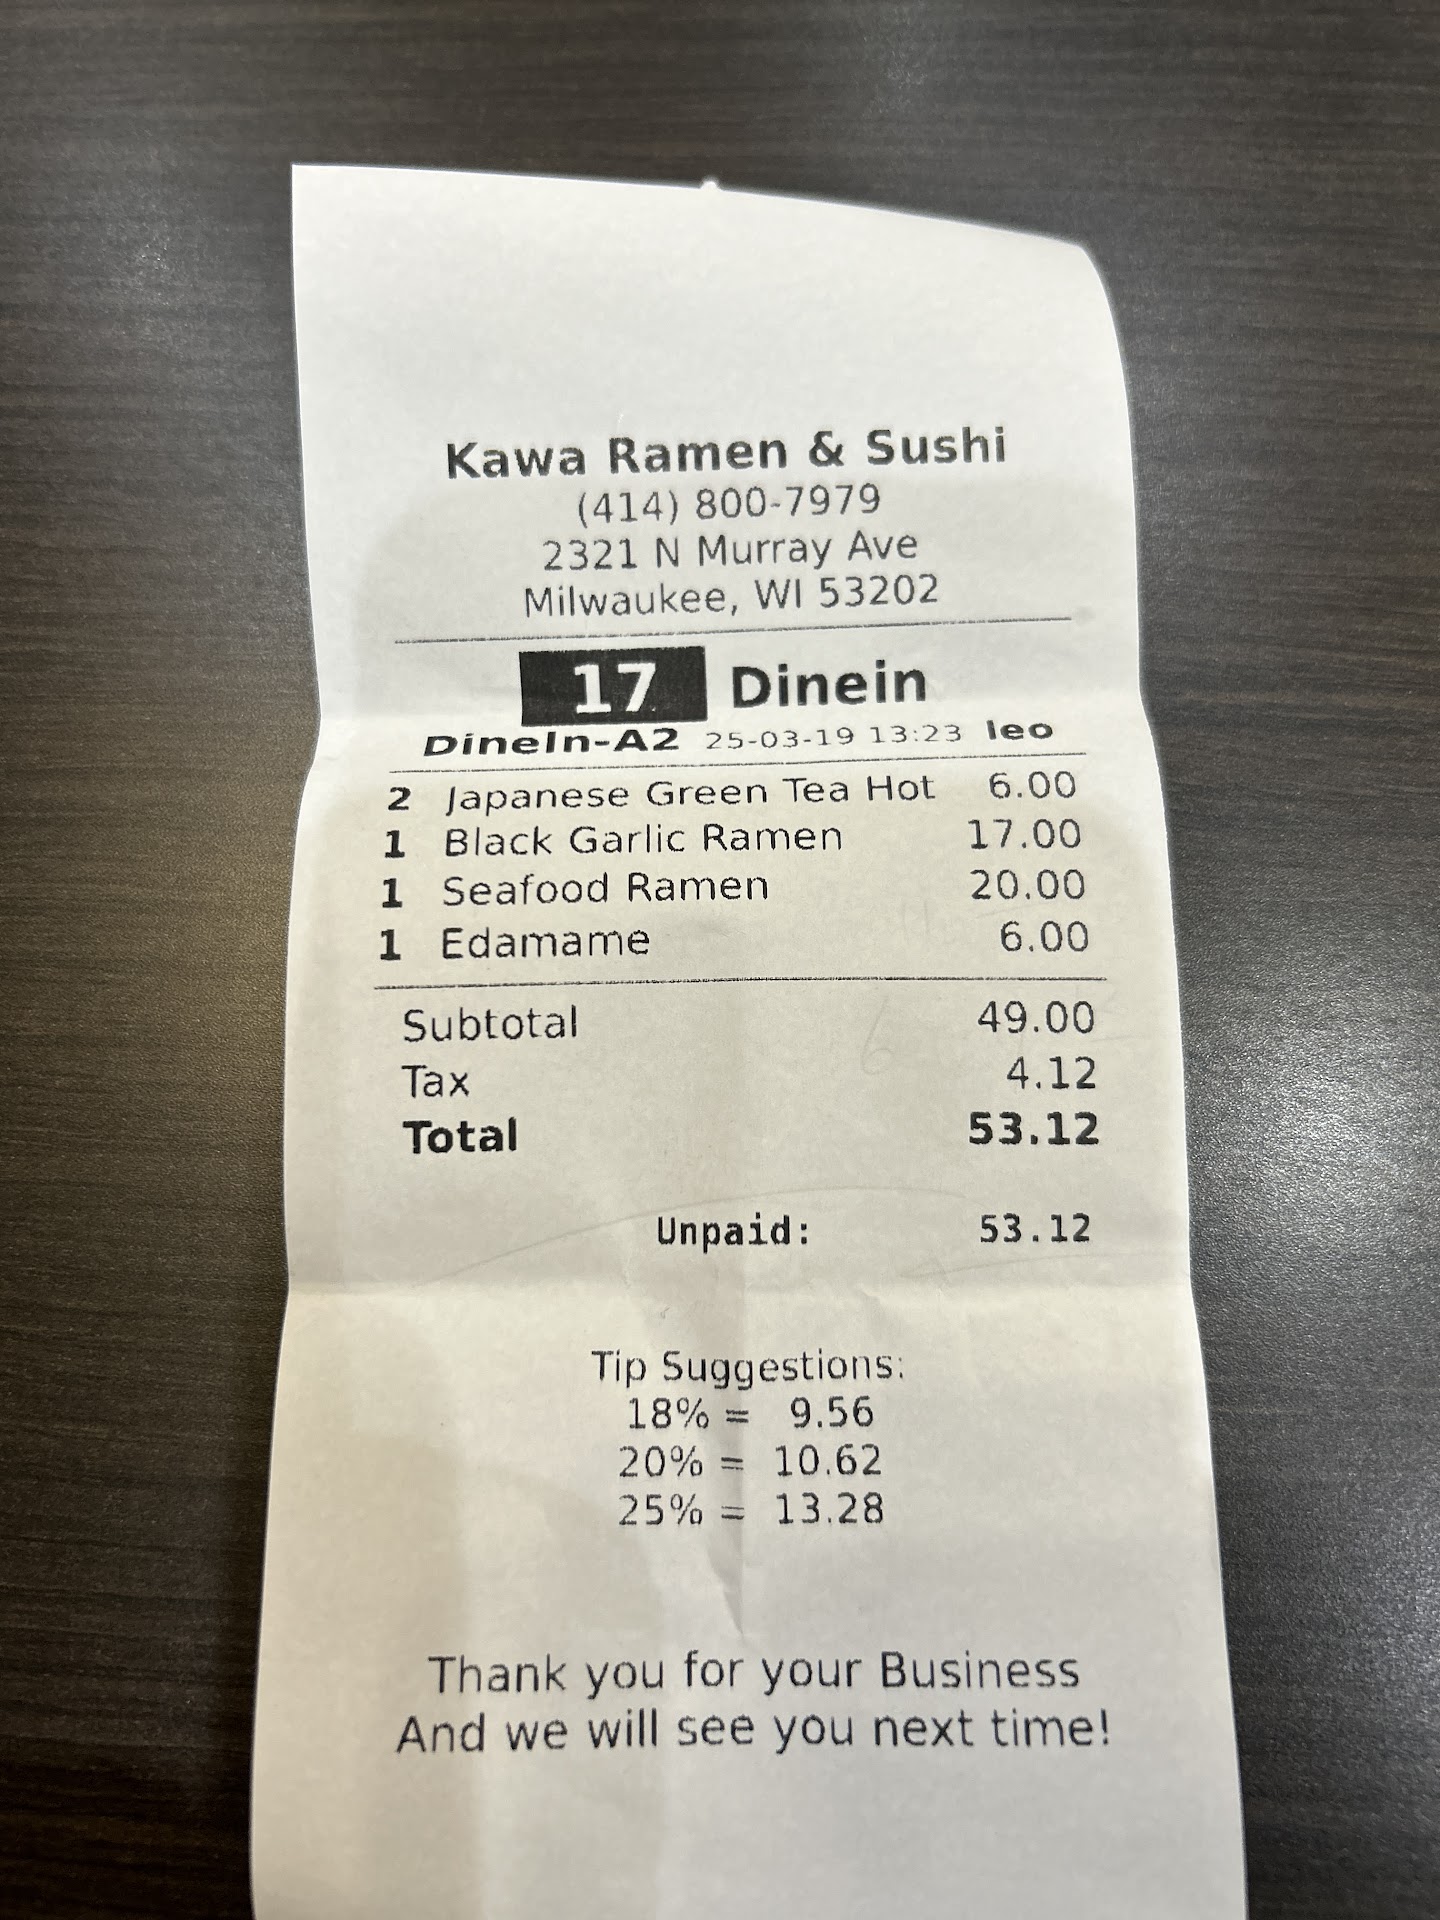 Kawa Ramen & Sushi
(414) 800-7979
2321 N Murray Ave
Milwaukee, WI 53202
17 Dinein
DineIn-A2 25-03-19 13:23 leo
2 Japanese Green Tea Hot 6.00
1 Black Garlic Ramen 17.00
1 Seafood Ramen 20.00
1 Edamame 6.00
Subtotal 49.00
Tax 4.12
Total 53.12
Unpaid: 53.12
Tip Suggestions:
18% = 9.56
20% = 10.62
25% = 13.28
Thank you for your Business
And we will see you next time!